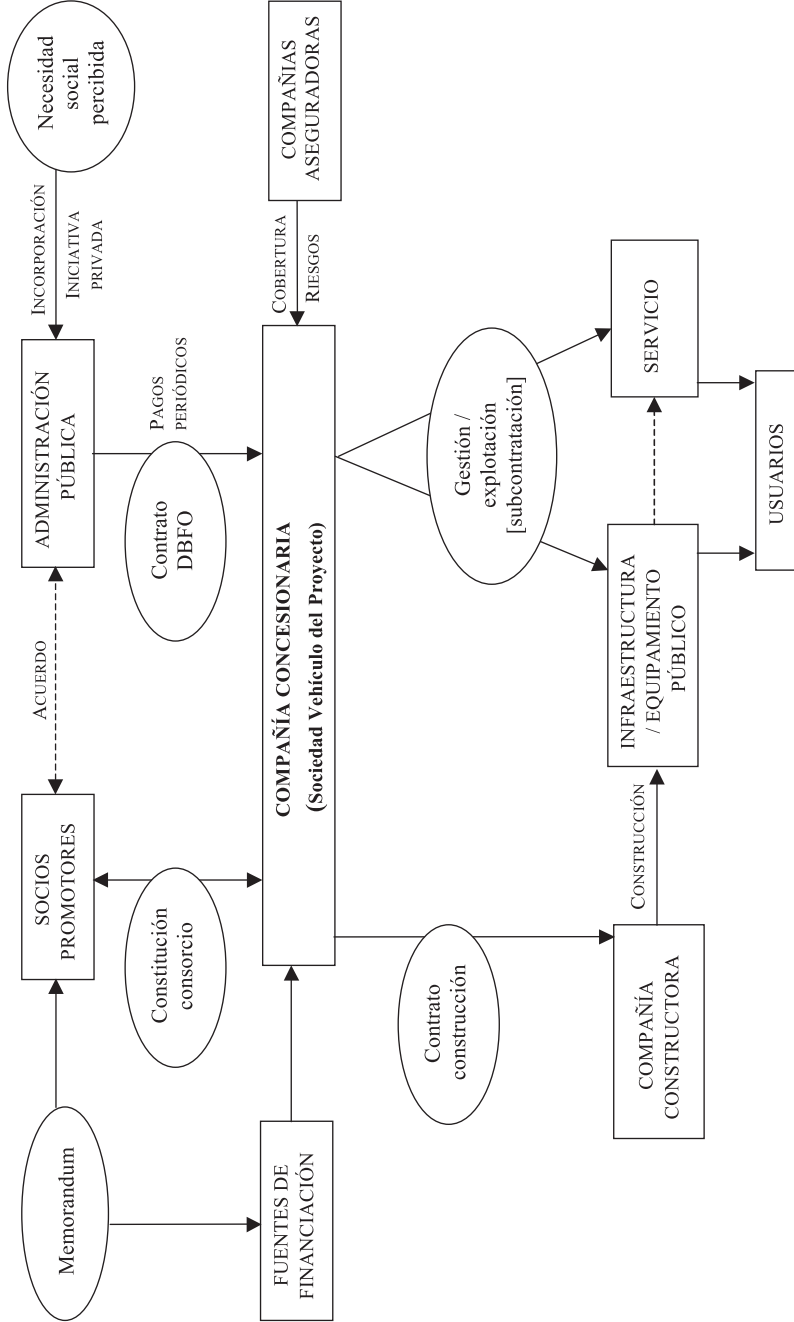 Memorandum
SOCIOS
PROMOTORES
ACUERDO
ADMINISTRACIÓN
PÚBLICA
INCORPORACIÓN
INICIATIVA
PRIVADA
Necesidad
social
percibida
Constitución
consorcio
Contrato
DBFO
PAGOS
PERIÓDICOS
FUENTES DE
FINANCIACIÓN
COMPAÑÍA CONCESIONARIA
(Sociedad Vehículo del Proyecto)
COBERTURA
RIESGOS
COMPAÑIAS
ASEGURADORAS
Contrato
construcción
Gestión /
explotación
[subcontratación]
COMPAÑÍA
CONSTRUCTORA
CONSTRUCCIÓN
INFRAESTRUCTURA
/ EQUIPAMIENTO
PÚBLICO
SERVICIO
USUARIOS